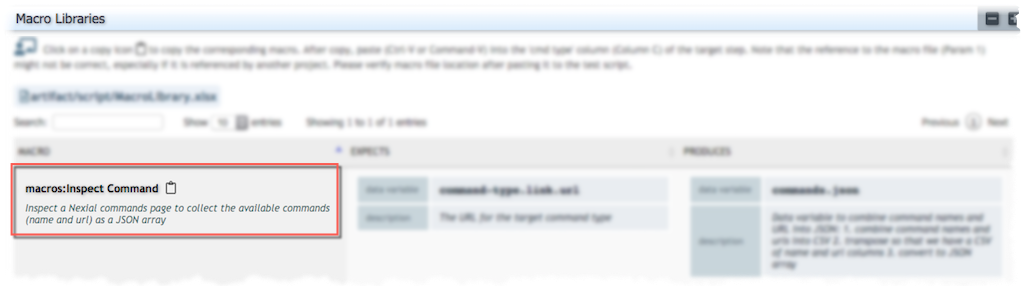 Macro Libraries
Click on a copy icon to copy the corresponding macro. After copy, paste (Ctrl-V or Command-V) into the 'cmd type' column (Column C) of the target step. Note that the reference to the macro file (Param 1)
might not be correct, especially if it is referenced by another project. Please verify macro file location after pasting it to the test script.
artifact/script/MacroLibrary.xlsx
Search: Show 10 entries Showing 1 to 1 of 1 entries Previous 1 Next
MACRO EXPECTS PRODUCES
macros:Inspect Command
Inspect a Nexial commands page to collect the available commands
(name and url) as a JSON array
data variable command-type.link.url
description The URL for the target command type
data variable commands.json
description Data variable to combine command names and
URL into JSON: 1. combine command names and
urls into CSV 2. transpose so that we have a CSV
of name and url columns 3. convert to JSON
array